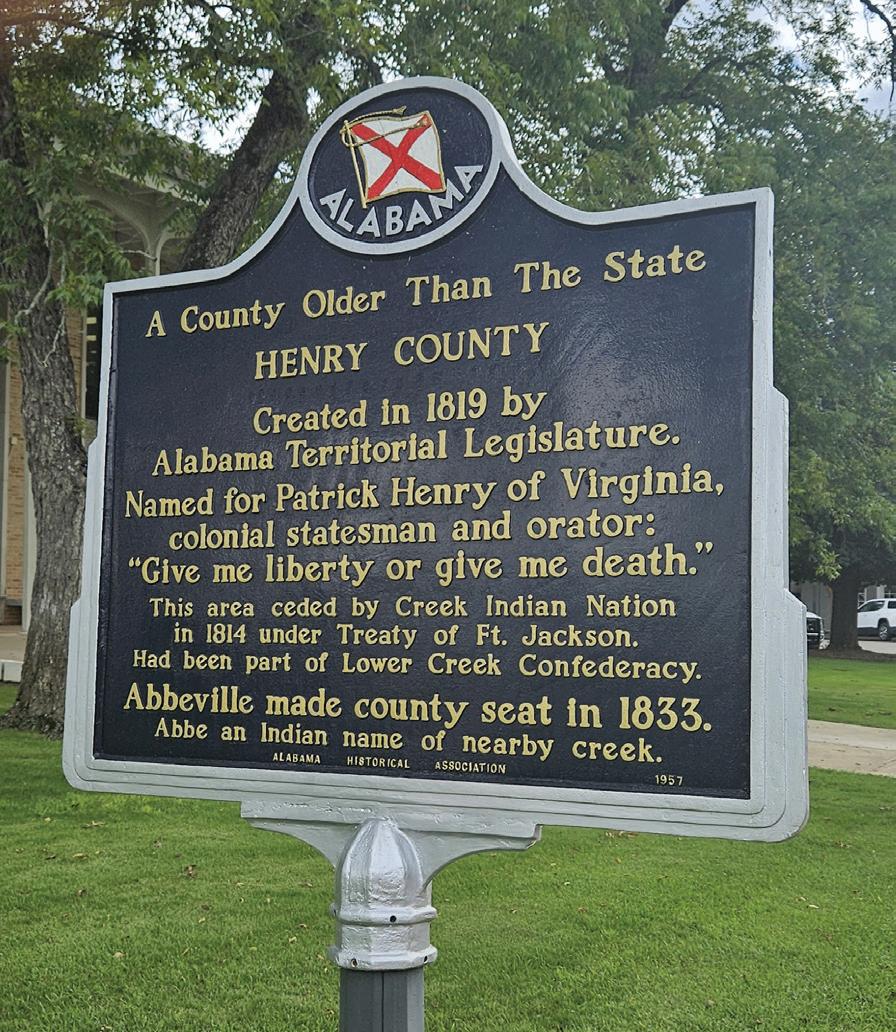 ALABAMA
A County Older Than The State
HENRY COUNTY
Created in 1819 by
Alabama Territorial Legislature.
Named for Patrick Henry of Virginia,
colonial statesman and orator:
“Give me liberty or give me death.”
This area ceded by Creek Indian Nation
in 1814 under Treaty of Ft. Jackson.
Had been part of Lower Creek Confederacy.
Abbeville made county seat in 1833.
Abbe an Indian name of nearby creek.
ALABAMA HISTORICAL ASSOCIATION
1957